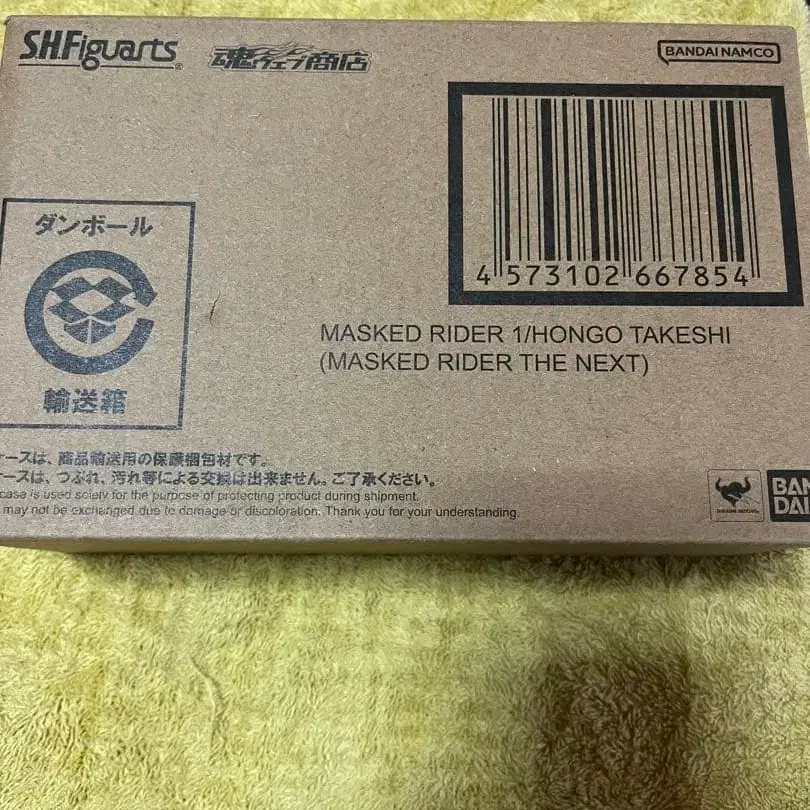 S.H.Figuarts
魂ウェブ商店
BANDAI NAMCO
4 573102 667854
ダンボール
輸送箱
MASKED RIDER 1/HONGO TAKESHI
(MASKED RIDER THE NEXT)
ケースは、商品輸送用の保護梱包材です。
ケースは、つぶれ、汚れ等による交換は出来ません。ご了承ください。
case is used solely for the purpose of protecting product during shipment.
may not be exchanged due to damage or discoloration. Thank you for your understanding.
BAN
DAI